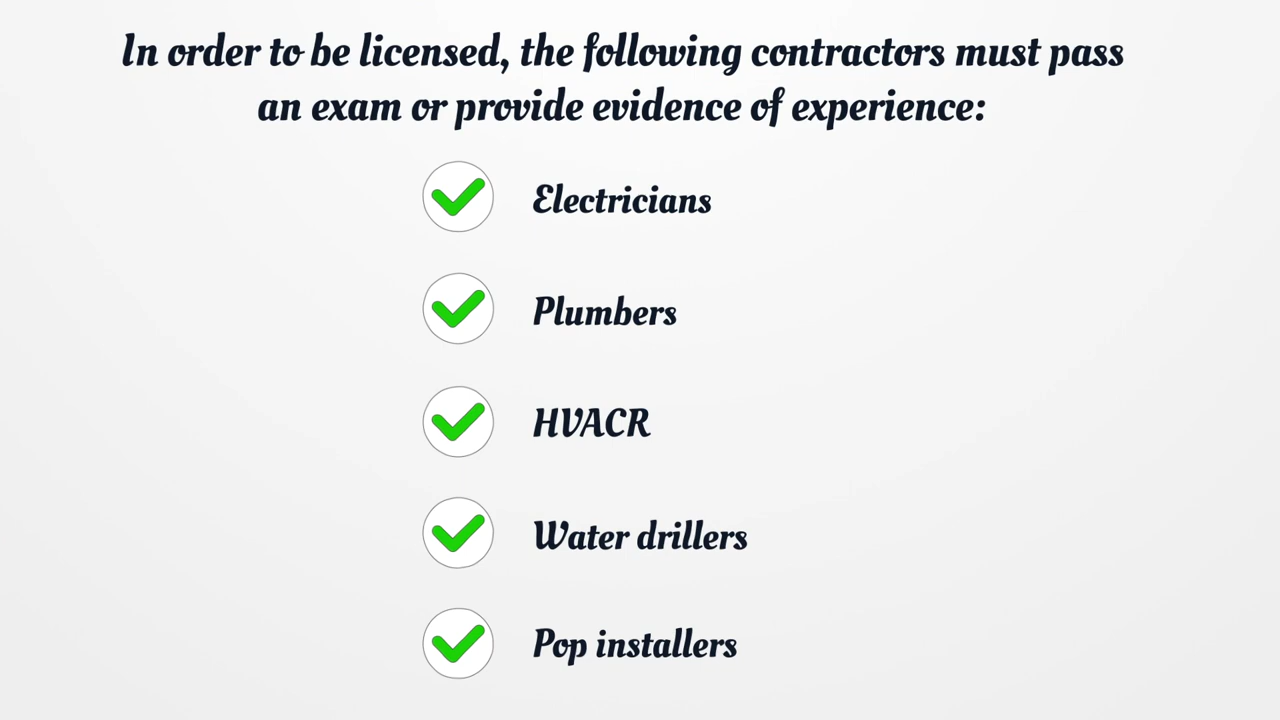 In order to be licensed, the following contractors must pass
an exam or provide evidence of experience:
Electricians
Plumbers
HVACR
Water drillers
Pop installers